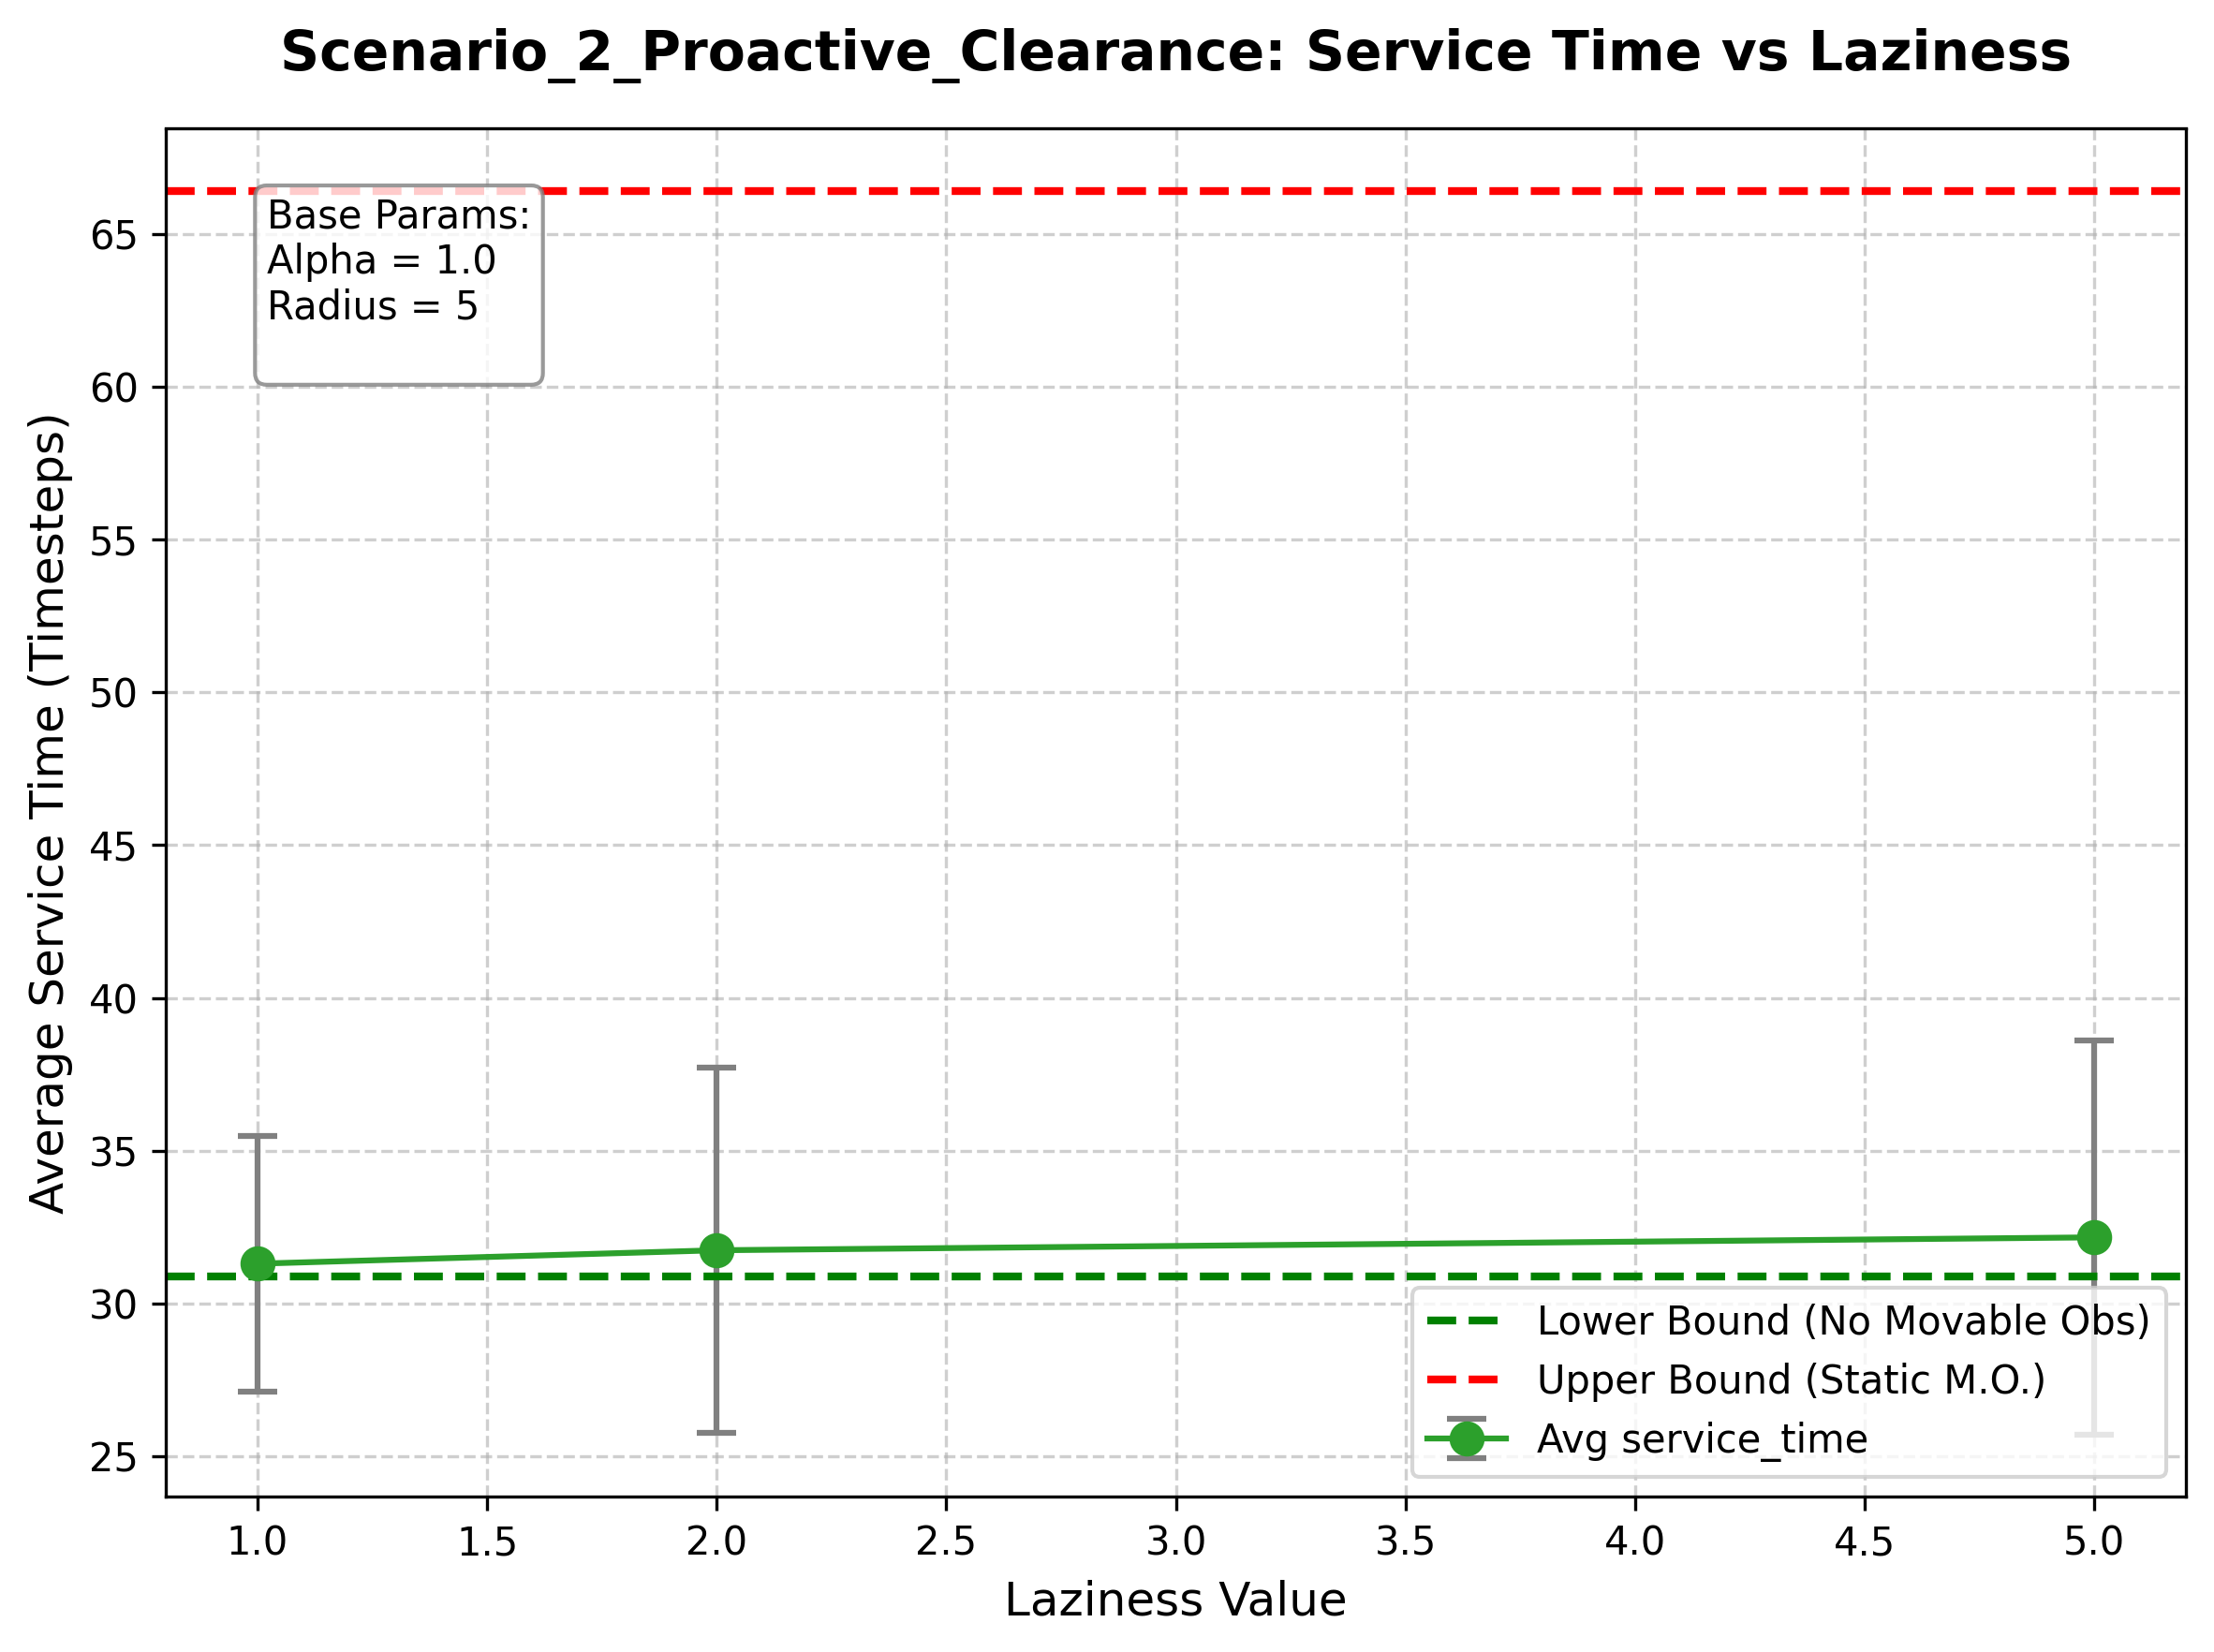 Scenario_2_Proactive_Clearance: Service Time vs Laziness
Average Service Time (Timesteps)
65
60
55
50
45
40
35
30
25
Base Params:
Alpha = 1.0
Radius = 5
Lower Bound (No Movable Obs)
Upper Bound (Static M.O.)
Avg service_time
1.0 1.5 2.0 2.5 3.0 3.5 4.0 4.5 5.0
Laziness Value